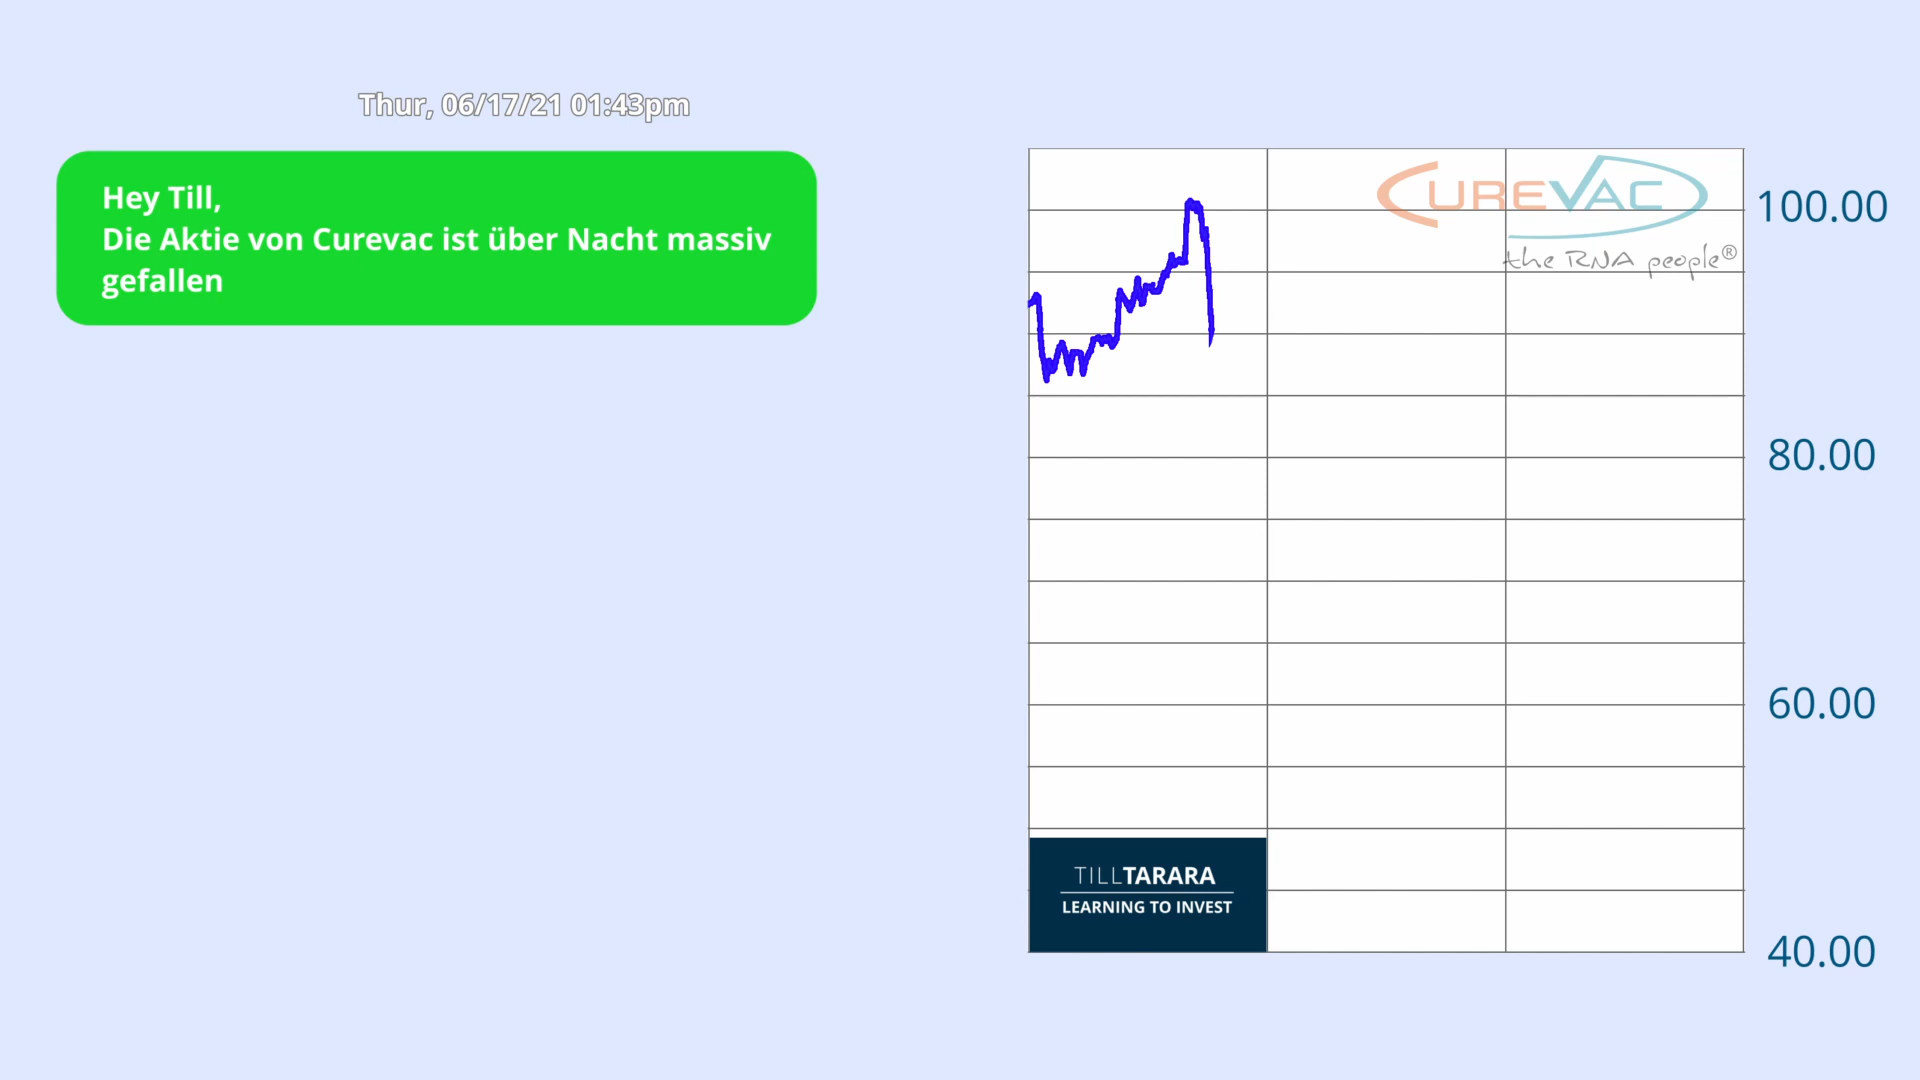 Thur, 06/17/21 01:43pm
Hey Till,
Die Aktie von Curevac ist über Nacht massiv
gefallen
CUREVAC
the RNA people®
100.00
80.00
60.00
40.00
TILLTARARA
LEARNING TO INVEST